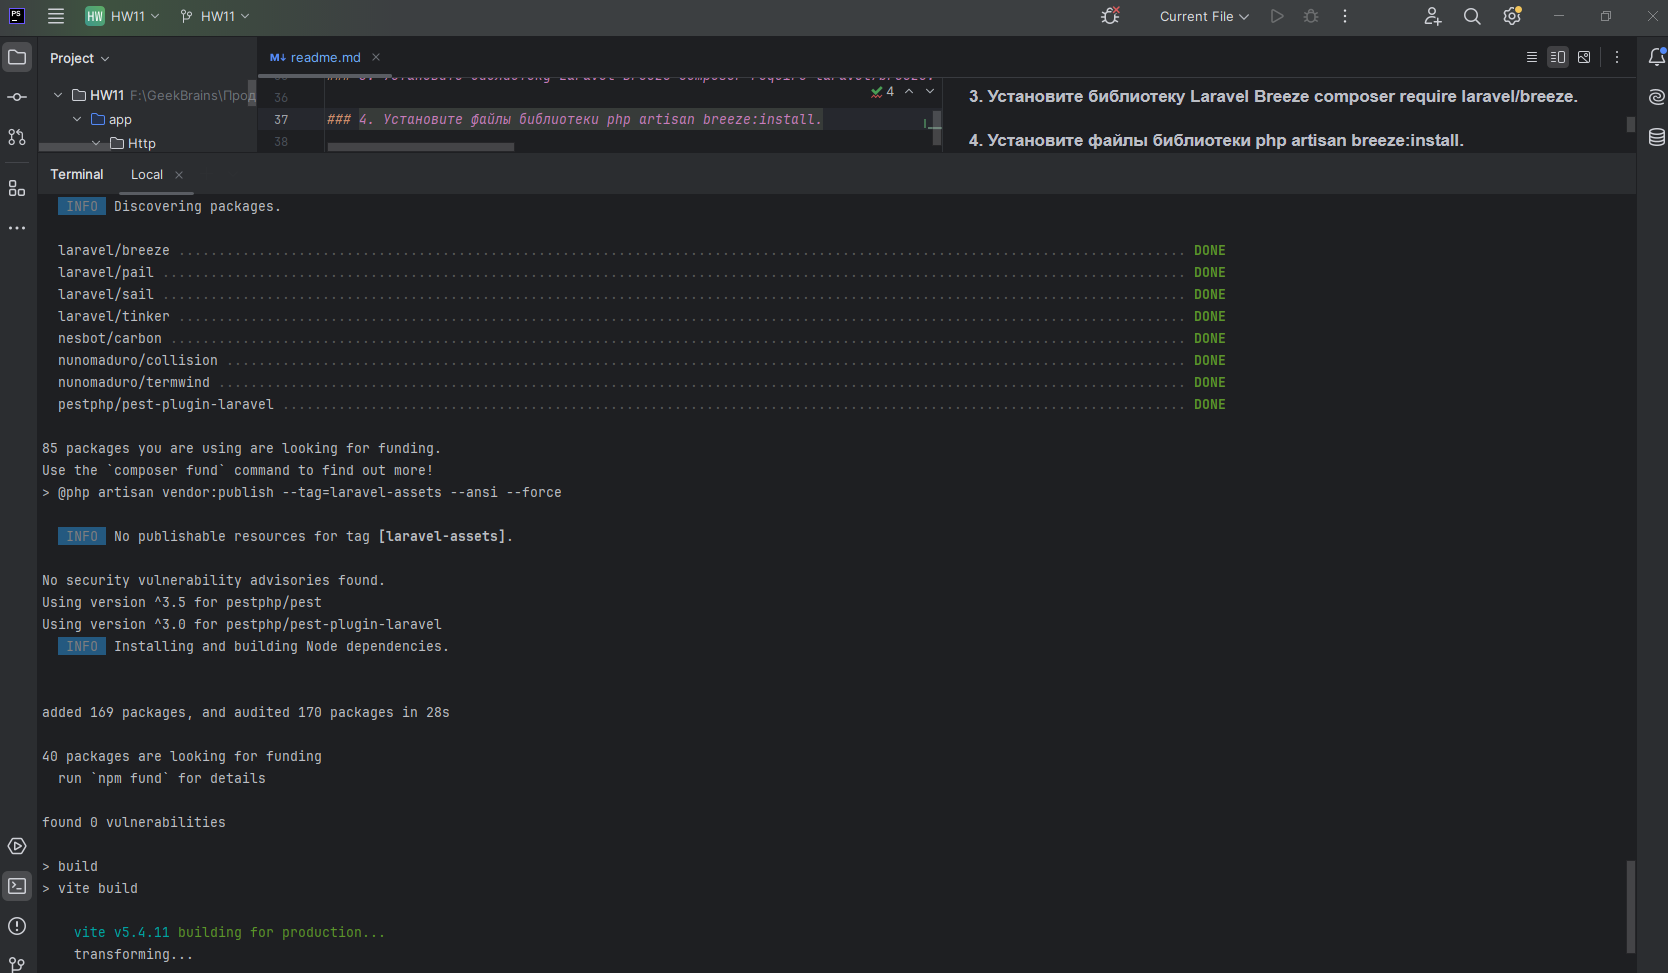 PS HW HW11 HW11 Current File
Project
M↓ readme.md
HW11 F:\GeekBrains\Прод
app
Http
36
37 ### 4. Установите файлы библиотеки php artisan breeze:install.
38
4
3. Установите библиотеку Laravel Breeze composer require laravel/breeze.
4. Установите файлы библиотеки php artisan breeze:install.
Terminal Local
INFO Discovering packages.
laravel/breeze DONE
laravel/pail DONE
laravel/sail DONE
laravel/tinker DONE
nesbot/carbon DONE
nunomaduro/collision DONE
nunomaduro/termwind DONE
pestphp/pest-plugin-laravel DONE
85 packages you are using are looking for funding.
Use the `composer fund` command to find out more!
> @php artisan vendor:publish --tag=laravel-assets --ansi --force
INFO No publishable resources for tag [laravel-assets].
No security vulnerability advisories found.
Using version ^3.5 for pestphp/pest
Using version ^3.0 for pestphp/pest-plugin-laravel
INFO Installing and building Node dependencies.
added 169 packages, and audited 170 packages in 28s
40 packages are looking for funding
run `npm fund` for details
found 0 vulnerabilities
> build
> vite build
vite v5.4.11 building for production...
transforming...